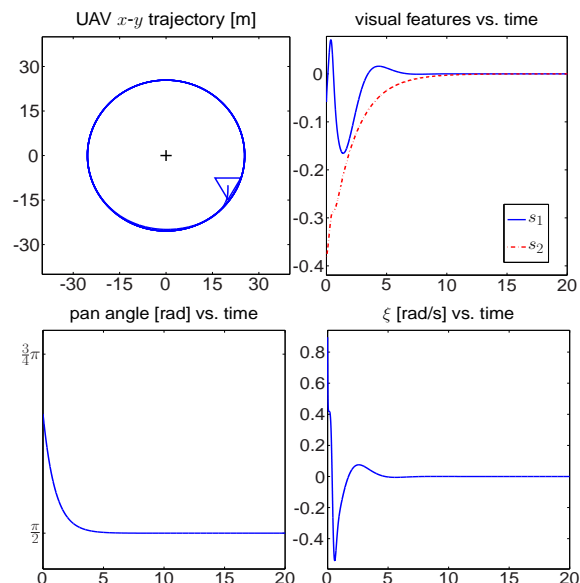 UAV x-y trajectory [m]
30
15
0
-15
-30
-30 -15 0 15 30
visual features vs. time
0
-0.1
-0.2
-0.3
-0.4
s₁
s₂
0 5 10 15 20
pan angle [rad] vs. time
3/4 π
π/2
0 5 10 15 20
ξ [rad/s] vs. time
0.8
0.6
0.4
0.2
0
-0.2
-0.4
0 5 10 15 20